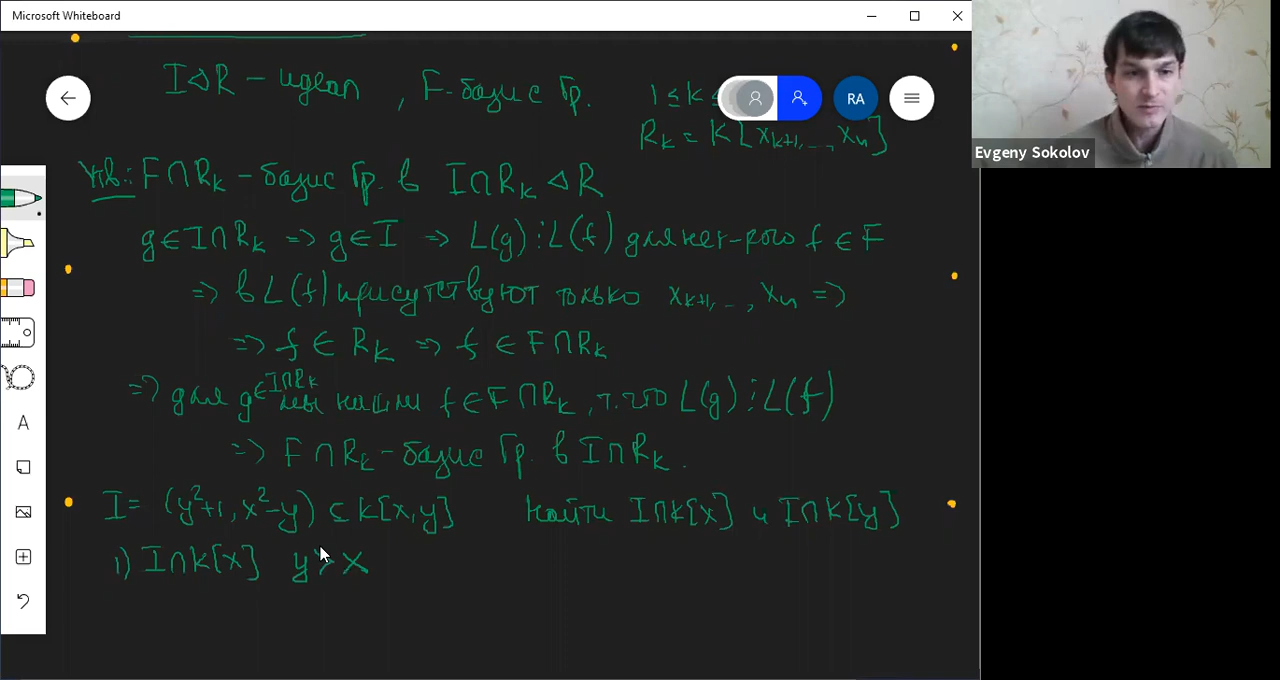 Microsoft Whiteboard
I ⊲ R – идеал , F-базис Гр. 1 ≤ k ≤
RA
R_k = K[x_{k+1}, ..., x_n]
Evgeny Sokolov
Утв.: F∩R_k – базис Гр. в I∩R_k ⊲ R
g ∈ I∩R_k => g ∈ I => L(g) ⋮ L(f) для нек-рого f ∈ F
=> в L(f) присутствуют только x_{k+1}, ..., x_n =>
=> f ∈ R_k => f ∈ F∩R_k
=> для g ∈ I∩R_k мы нашли f ∈ F∩R_k, т.что L(g) ⋮ L(f)
=> F∩R_k – базис Гр. в I∩R_k.
I = (y²+1, x²-y) ⊆ k[x,y] Найти I∩k[x] и I∩k[y]
1) I∩k[x] y > x
A